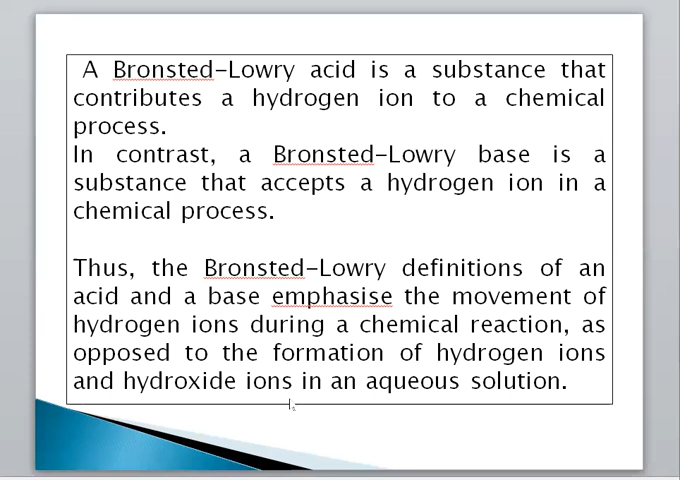 A Bronsted-Lowry acid is a substance that
contributes a hydrogen ion to a chemical
process.
In contrast, a Bronsted-Lowry base is a
substance that accepts a hydrogen ion in a
chemical process.
Thus, the Bronsted-Lowry definitions of an
acid and a base emphasise the movement of
hydrogen ions during a chemical reaction, as
opposed to the formation of hydrogen ions
and hydroxide ions in an aqueous solution.